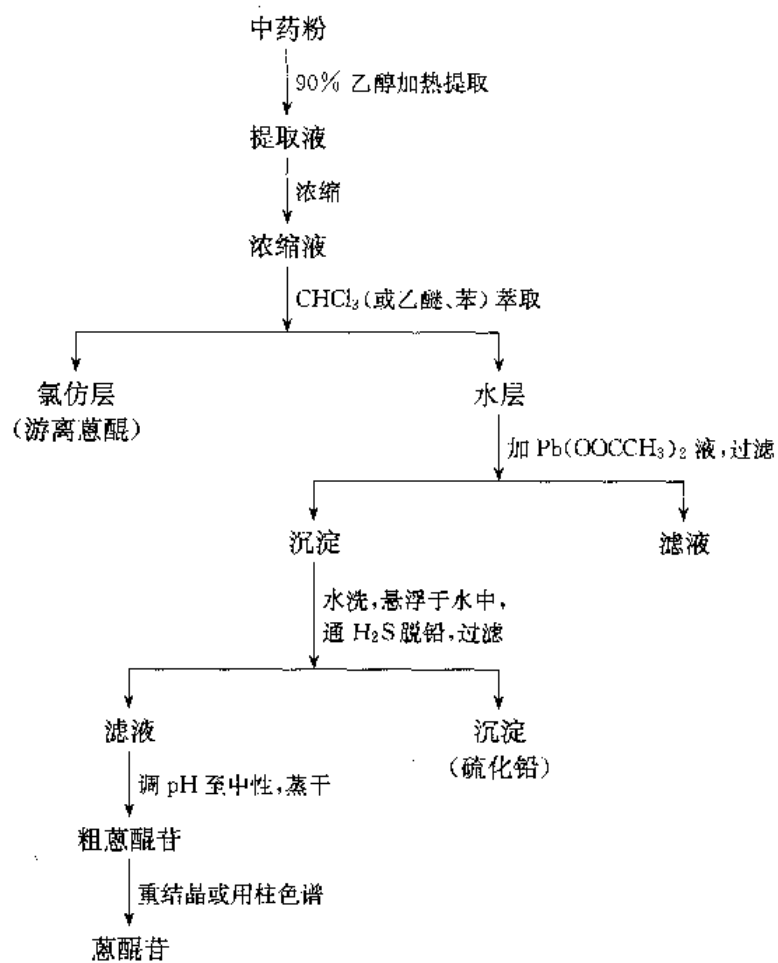 中药粉
90% 乙醇加热提取
提取液
浓缩
浓缩液
CHCl₃(或乙醚、苯) 萃取
氯仿层
(游离蒽醌)
水层
加 Pb(OOCCH₃)₂ 液,过滤
沉淀
滤液
水洗,悬浮于水中,
通 H₂S 脱铅,过滤
滤液
沉淀
(硫化铅)
调 pH 至中性,蒸干
粗蒽醌苷
重结晶或用柱色谱
蒽醌苷